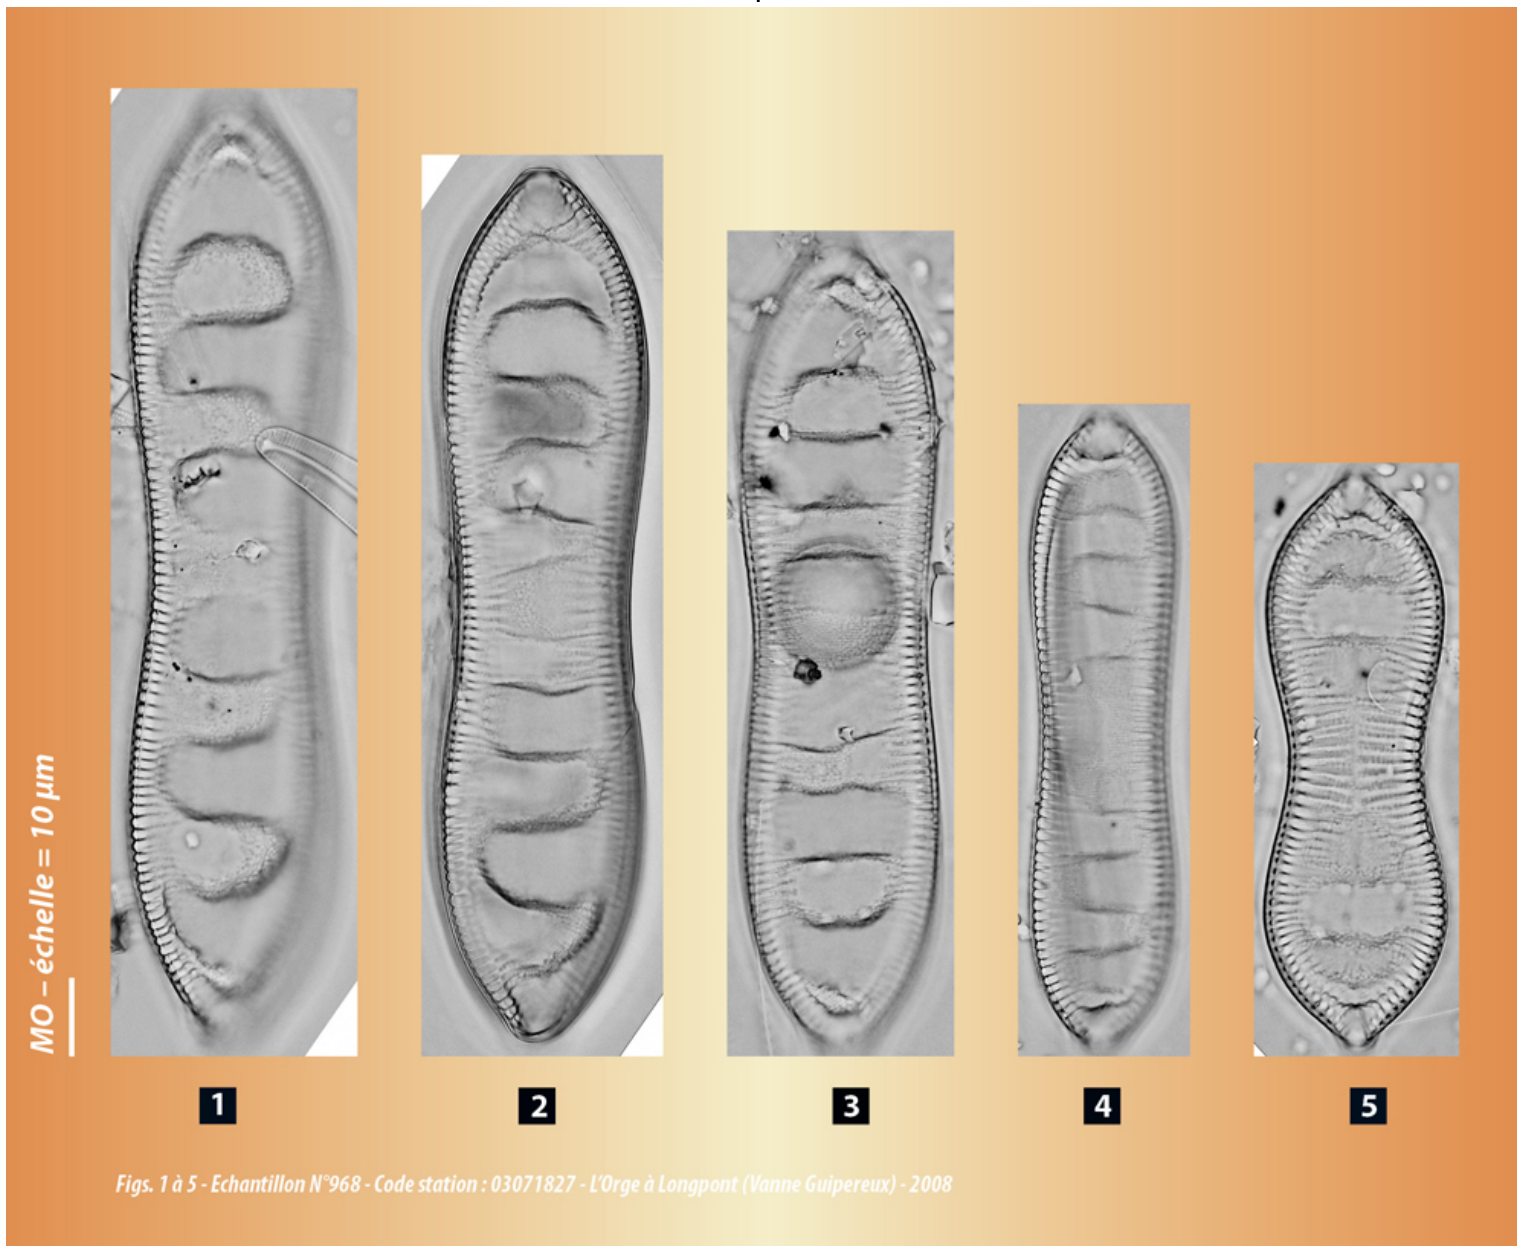 MO – échelle = 10 µm
1
2
3
4
5
Figs. 1 à 5 - Echantillon N°968 - Code station : 03071827 - L'Orge à Longpont (Vanne Guipereux) - 2008